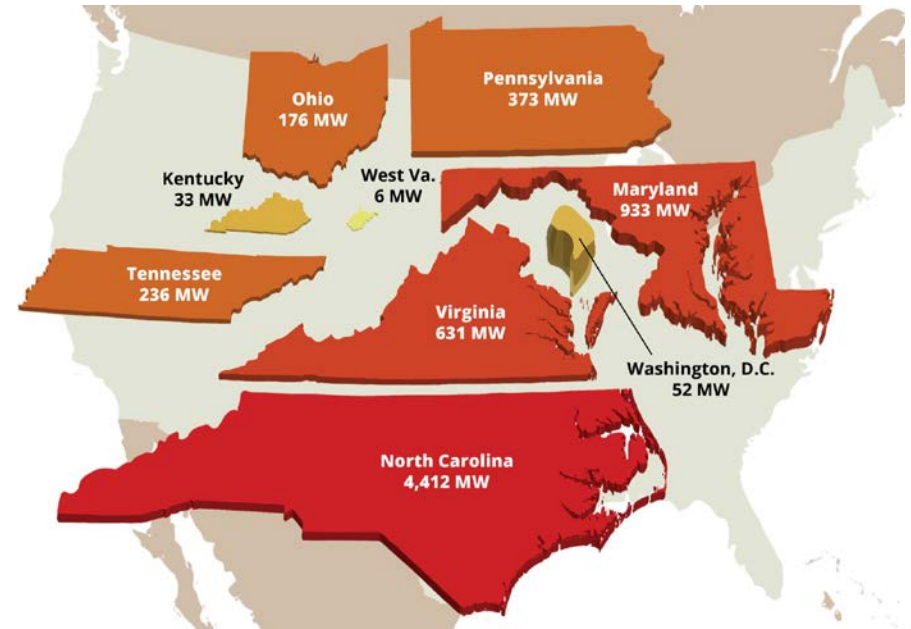 Ohio
176 MW
Pennsylvania
373 MW
Kentucky
33 MW
West Va.
6 MW
Maryland
933 MW
Tennessee
236 MW
Virginia
631 MW
Washington, D.C.
52 MW
North Carolina
4,412 MW